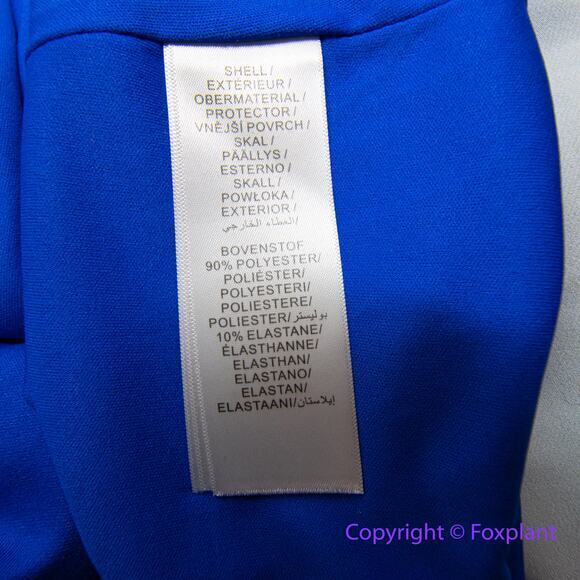 SHELL/
EXTÉRIEUR/
OBERMATERIAL/
PROTECTOR/
VNĚJŠÍ POVRCH/
SKAL/
PÄÄLLYS/
ESTERNO/
SKALL/
POWŁOKA/
EXTERIOR/
الغطاء الخارجي/
BOVENSTOF
90% POLYESTER/
POLIÉSTER/
POLYESTERI/
POLIESTERE/
POLIESTER/بوليستر/
10% ELASTANE/
ÉLASTHANNE/
ELASTHAN/
ELASTANO/
ELASTAN/
ELASTAANI/إيلاستان/
Copyright © Foxplant